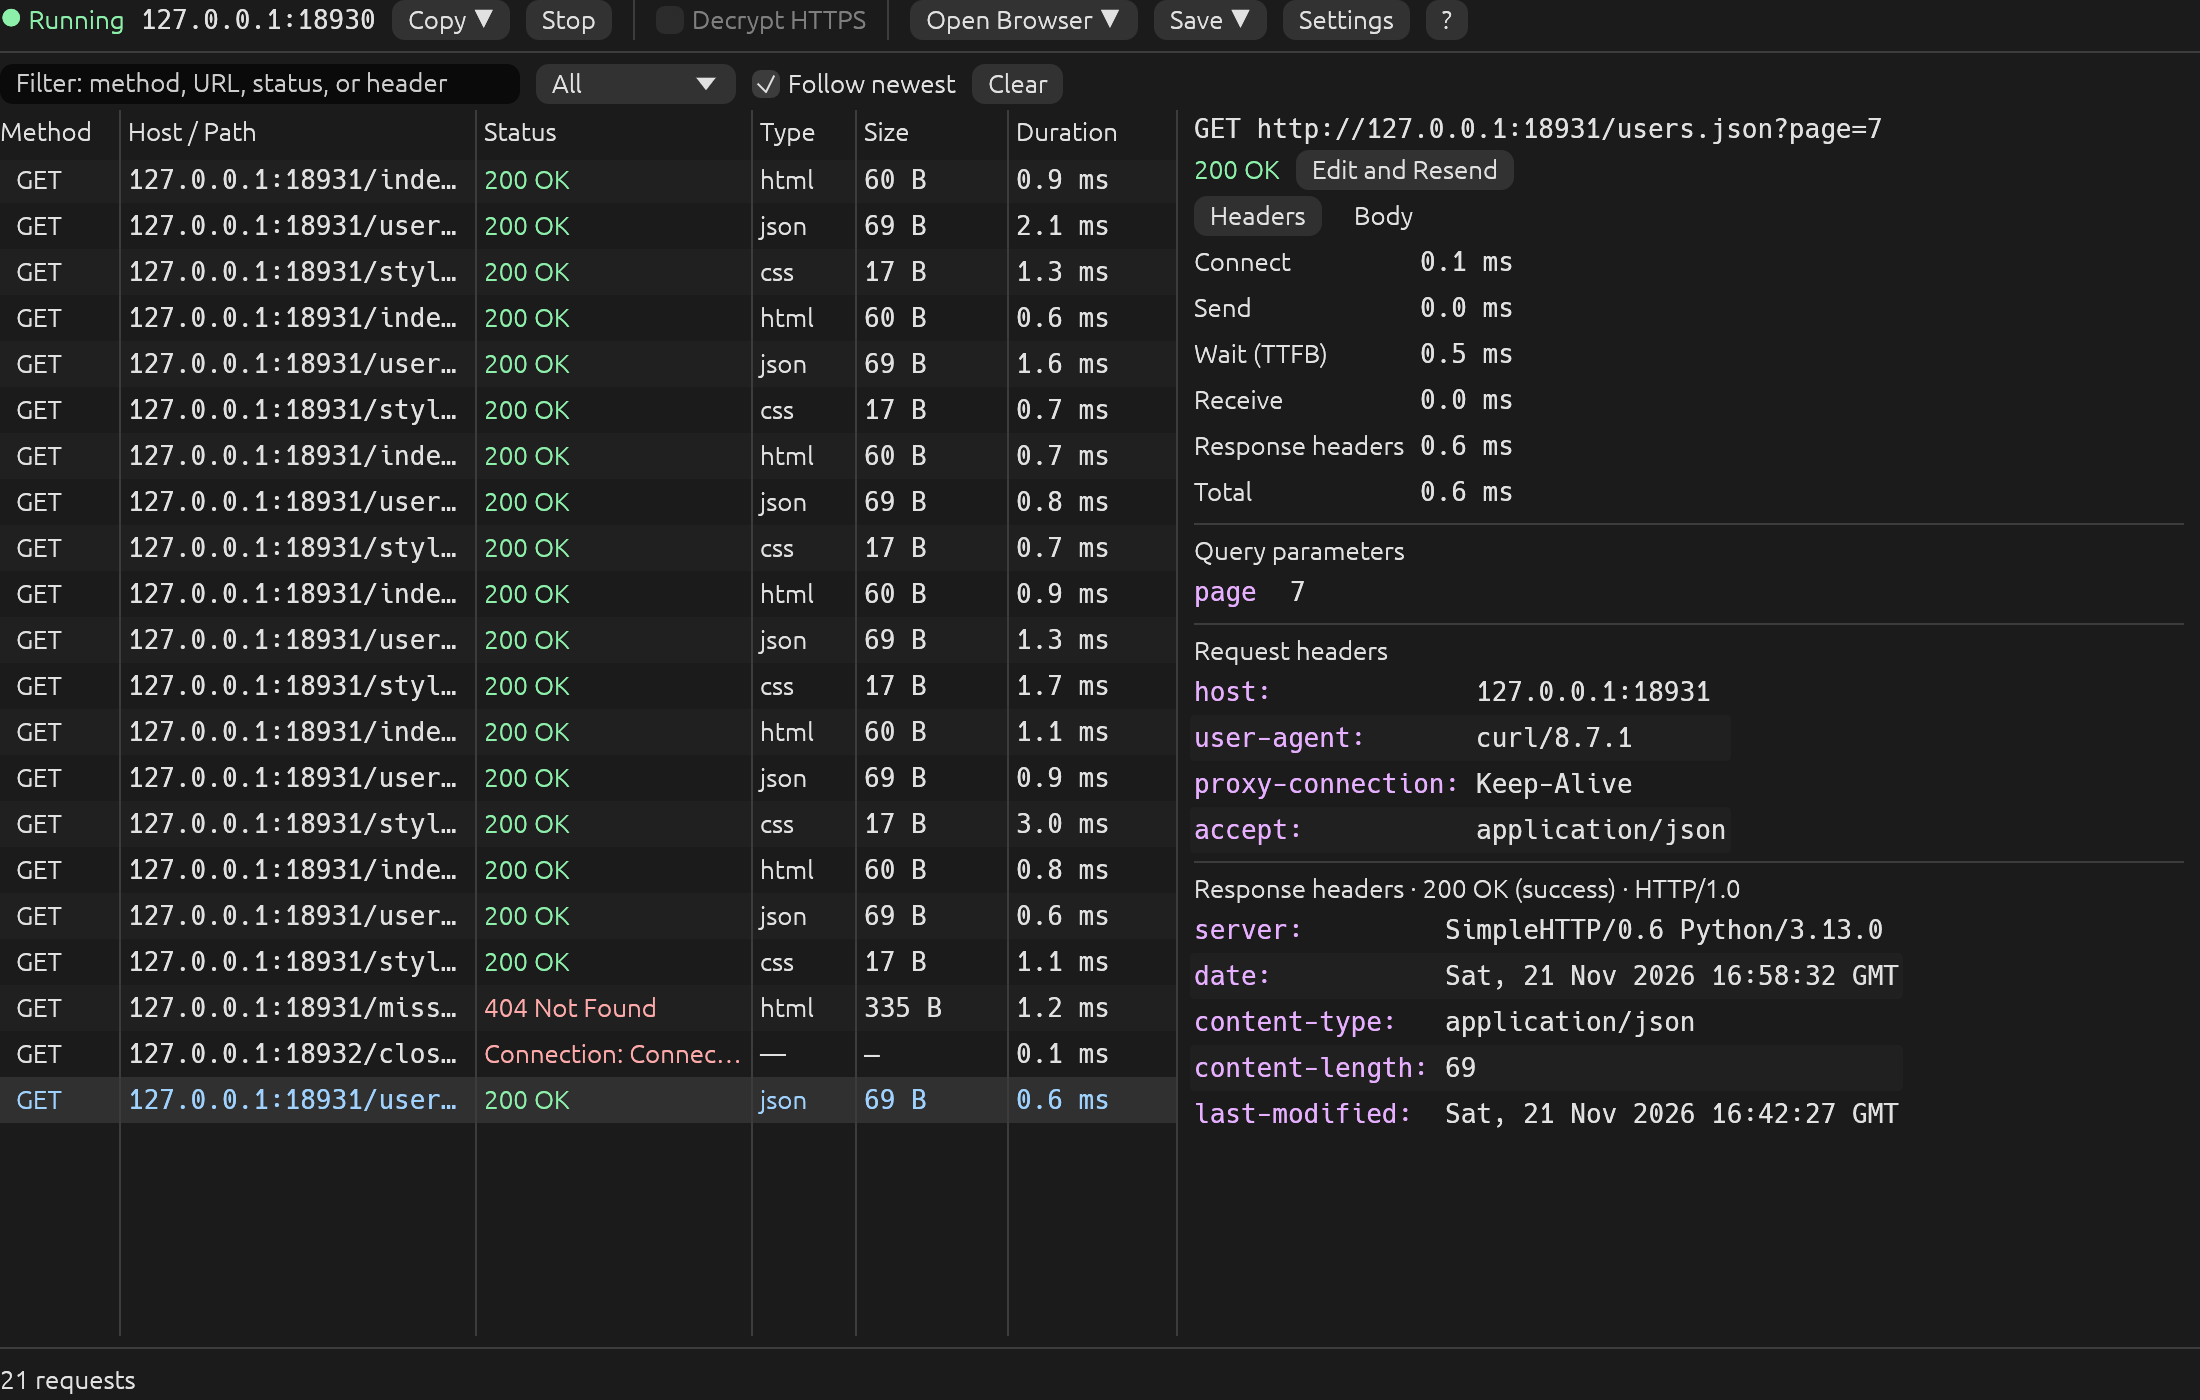 Running 127.0.0.1:18930 Copy ▼ Stop Decrypt HTTPS Open Browser ▼ Save ▼ Settings ?
Filter: method, URL, status, or header All ▼ Follow newest Clear
Method Host / Path Status Type Size Duration
GET 127.0.0.1:18931/inde… 200 OK html 60 B 0.9 ms
GET 127.0.0.1:18931/user… 200 OK json 69 B 2.1 ms
GET 127.0.0.1:18931/styl… 200 OK css 17 B 1.3 ms
GET 127.0.0.1:18931/inde… 200 OK html 60 B 0.6 ms
GET 127.0.0.1:18931/user… 200 OK json 69 B 1.6 ms
GET 127.0.0.1:18931/styl… 200 OK css 17 B 0.7 ms
GET 127.0.0.1:18931/inde… 200 OK html 60 B 0.7 ms
GET 127.0.0.1:18931/user… 200 OK json 69 B 0.8 ms
GET 127.0.0.1:18931/styl… 200 OK css 17 B 0.7 ms
GET 127.0.0.1:18931/inde… 200 OK html 60 B 0.9 ms
GET 127.0.0.1:18931/user… 200 OK json 69 B 1.3 ms
GET 127.0.0.1:18931/styl… 200 OK css 17 B 1.7 ms
GET 127.0.0.1:18931/inde… 200 OK html 60 B 1.1 ms
GET 127.0.0.1:18931/user… 200 OK json 69 B 0.9 ms
GET 127.0.0.1:18931/styl… 200 OK css 17 B 3.0 ms
GET 127.0.0.1:18931/inde… 200 OK html 60 B 0.8 ms
GET 127.0.0.1:18931/user… 200 OK json 69 B 0.6 ms
GET 127.0.0.1:18931/styl… 200 OK css 17 B 1.1 ms
GET 127.0.0.1:18931/miss… 404 Not Found html 335 B 1.2 ms
GET 127.0.0.1:18932/clos… Connection: Connec… — — 0.1 ms
GET 127.0.0.1:18931/user… 200 OK json 69 B 0.6 ms
GET http://127.0.0.1:18931/users.json?page=7
200 OK Edit and Resend
Headers Body
Connect 0.1 ms
Send 0.0 ms
Wait (TTFB) 0.5 ms
Receive 0.0 ms
Response headers 0.6 ms
Total 0.6 ms
Query parameters
page 7
Request headers
host: 127.0.0.1:18931
user-agent: curl/8.7.1
proxy-connection: Keep-Alive
accept: application/json
Response headers · 200 OK (success) · HTTP/1.0
server: SimpleHTTP/0.6 Python/3.13.0
date: Sat, 21 Nov 2026 16:58:32 GMT
content-type: application/json
content-length: 69
last-modified: Sat, 21 Nov 2026 16:42:27 GMT
21 requests